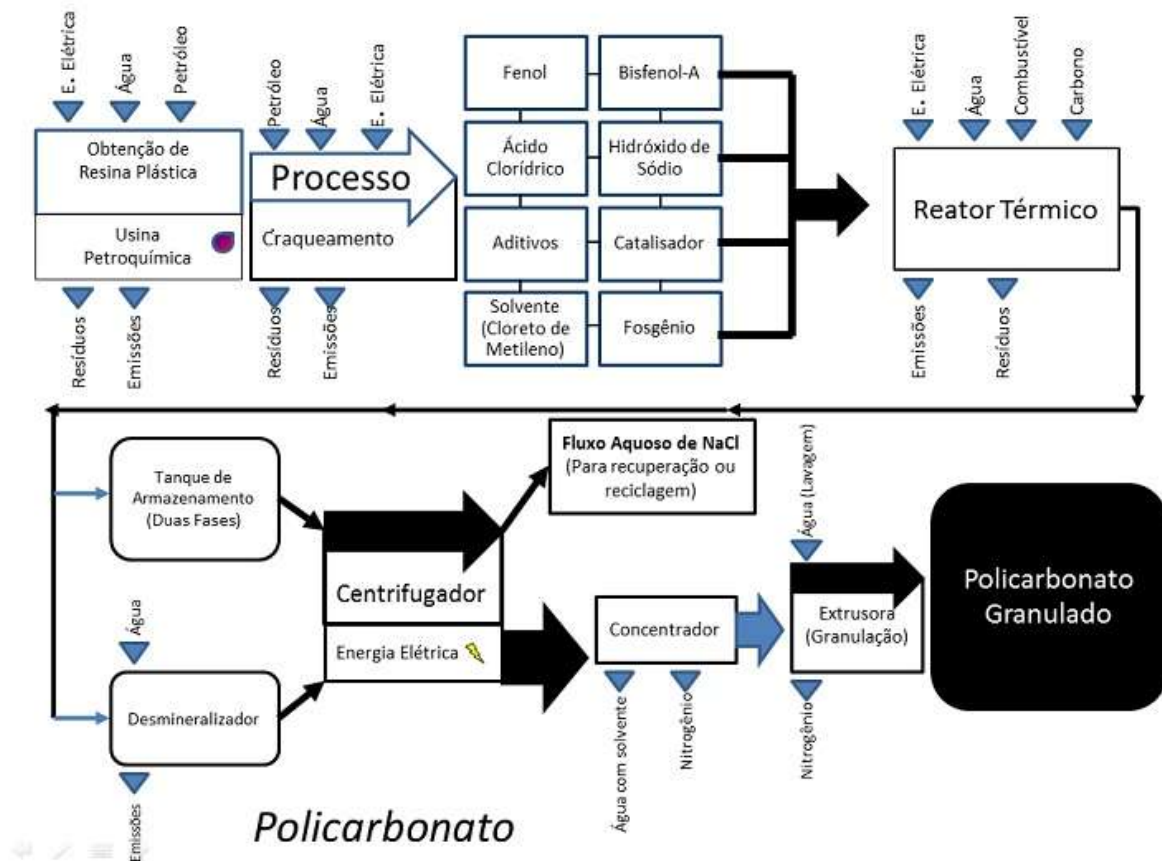 E. Elétrica
Água
Petróleo
Obtenção de
Resina Plástica
Usina
Petroquímica
Resíduos
Emissões
Petróleo
Água
E. Elétrica
Processo
Craqueamento
Resíduos
Emissões
Fenol
Bisfenol-A
Ácido
Clorídrico
Hidróxido de
Sódio
Aditivos
Catalisador
Solvente
(Cloreto de
Metileno)
Fosgênio
E. Elétrica
Água
Combustível
Carbono
Reator Térmico
Emissões
Resíduos
Tanque de
Armazenamento
(Duas Fases)
Água
Desmineralizador
Emissões
Centrifugador
Energia Elétrica
Fluxo Aquoso de NaCl
(Para recuperação ou
reciclagem)
Concentrador
Água com solvente
Nitrogênio
Água (Lavagem)
Extrusora
(Granulação)
Nitrogênio
Policarbonato
Granulado
Policarbonato